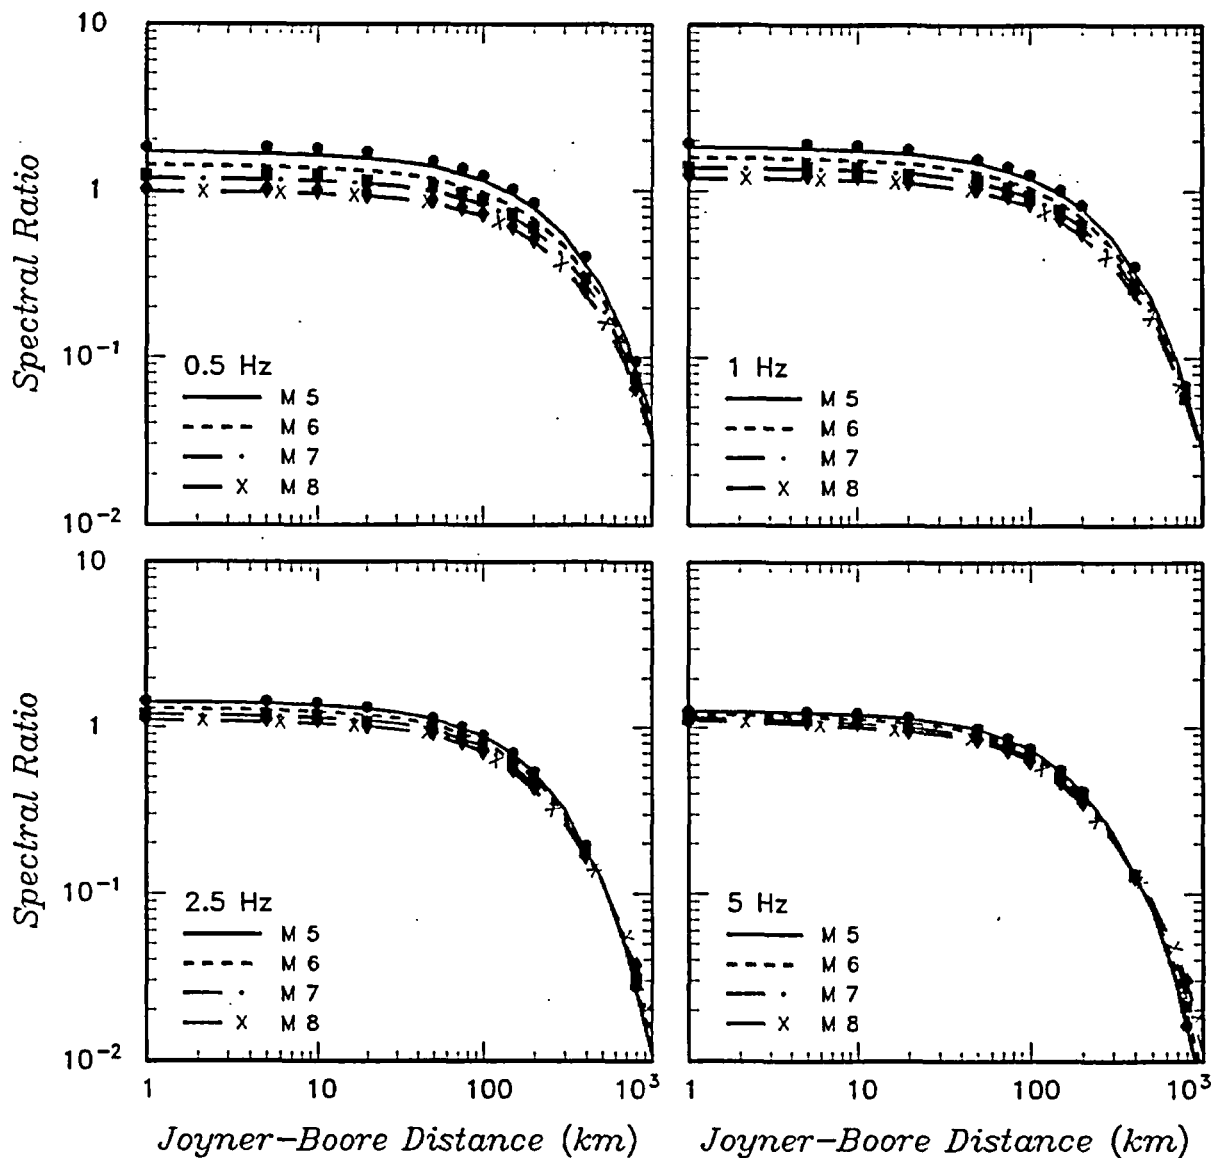 10
1
10⁻¹
10⁻²
Spectral Ratio
0.5 Hz
M 5
M 6
M 7
X M 8
1 Hz
M 5
M 6
M 7
X M 8
10
1
10⁻¹
10⁻²
Spectral Ratio
2.5 Hz
M 5
M 6
M 7
X M 8
1 10 100 10³
Joyner-Boore Distance (km)
5 Hz
M 5
M 6
M 7
X M 8
1 10 100 10³
Joyner-Boore Distance (km)